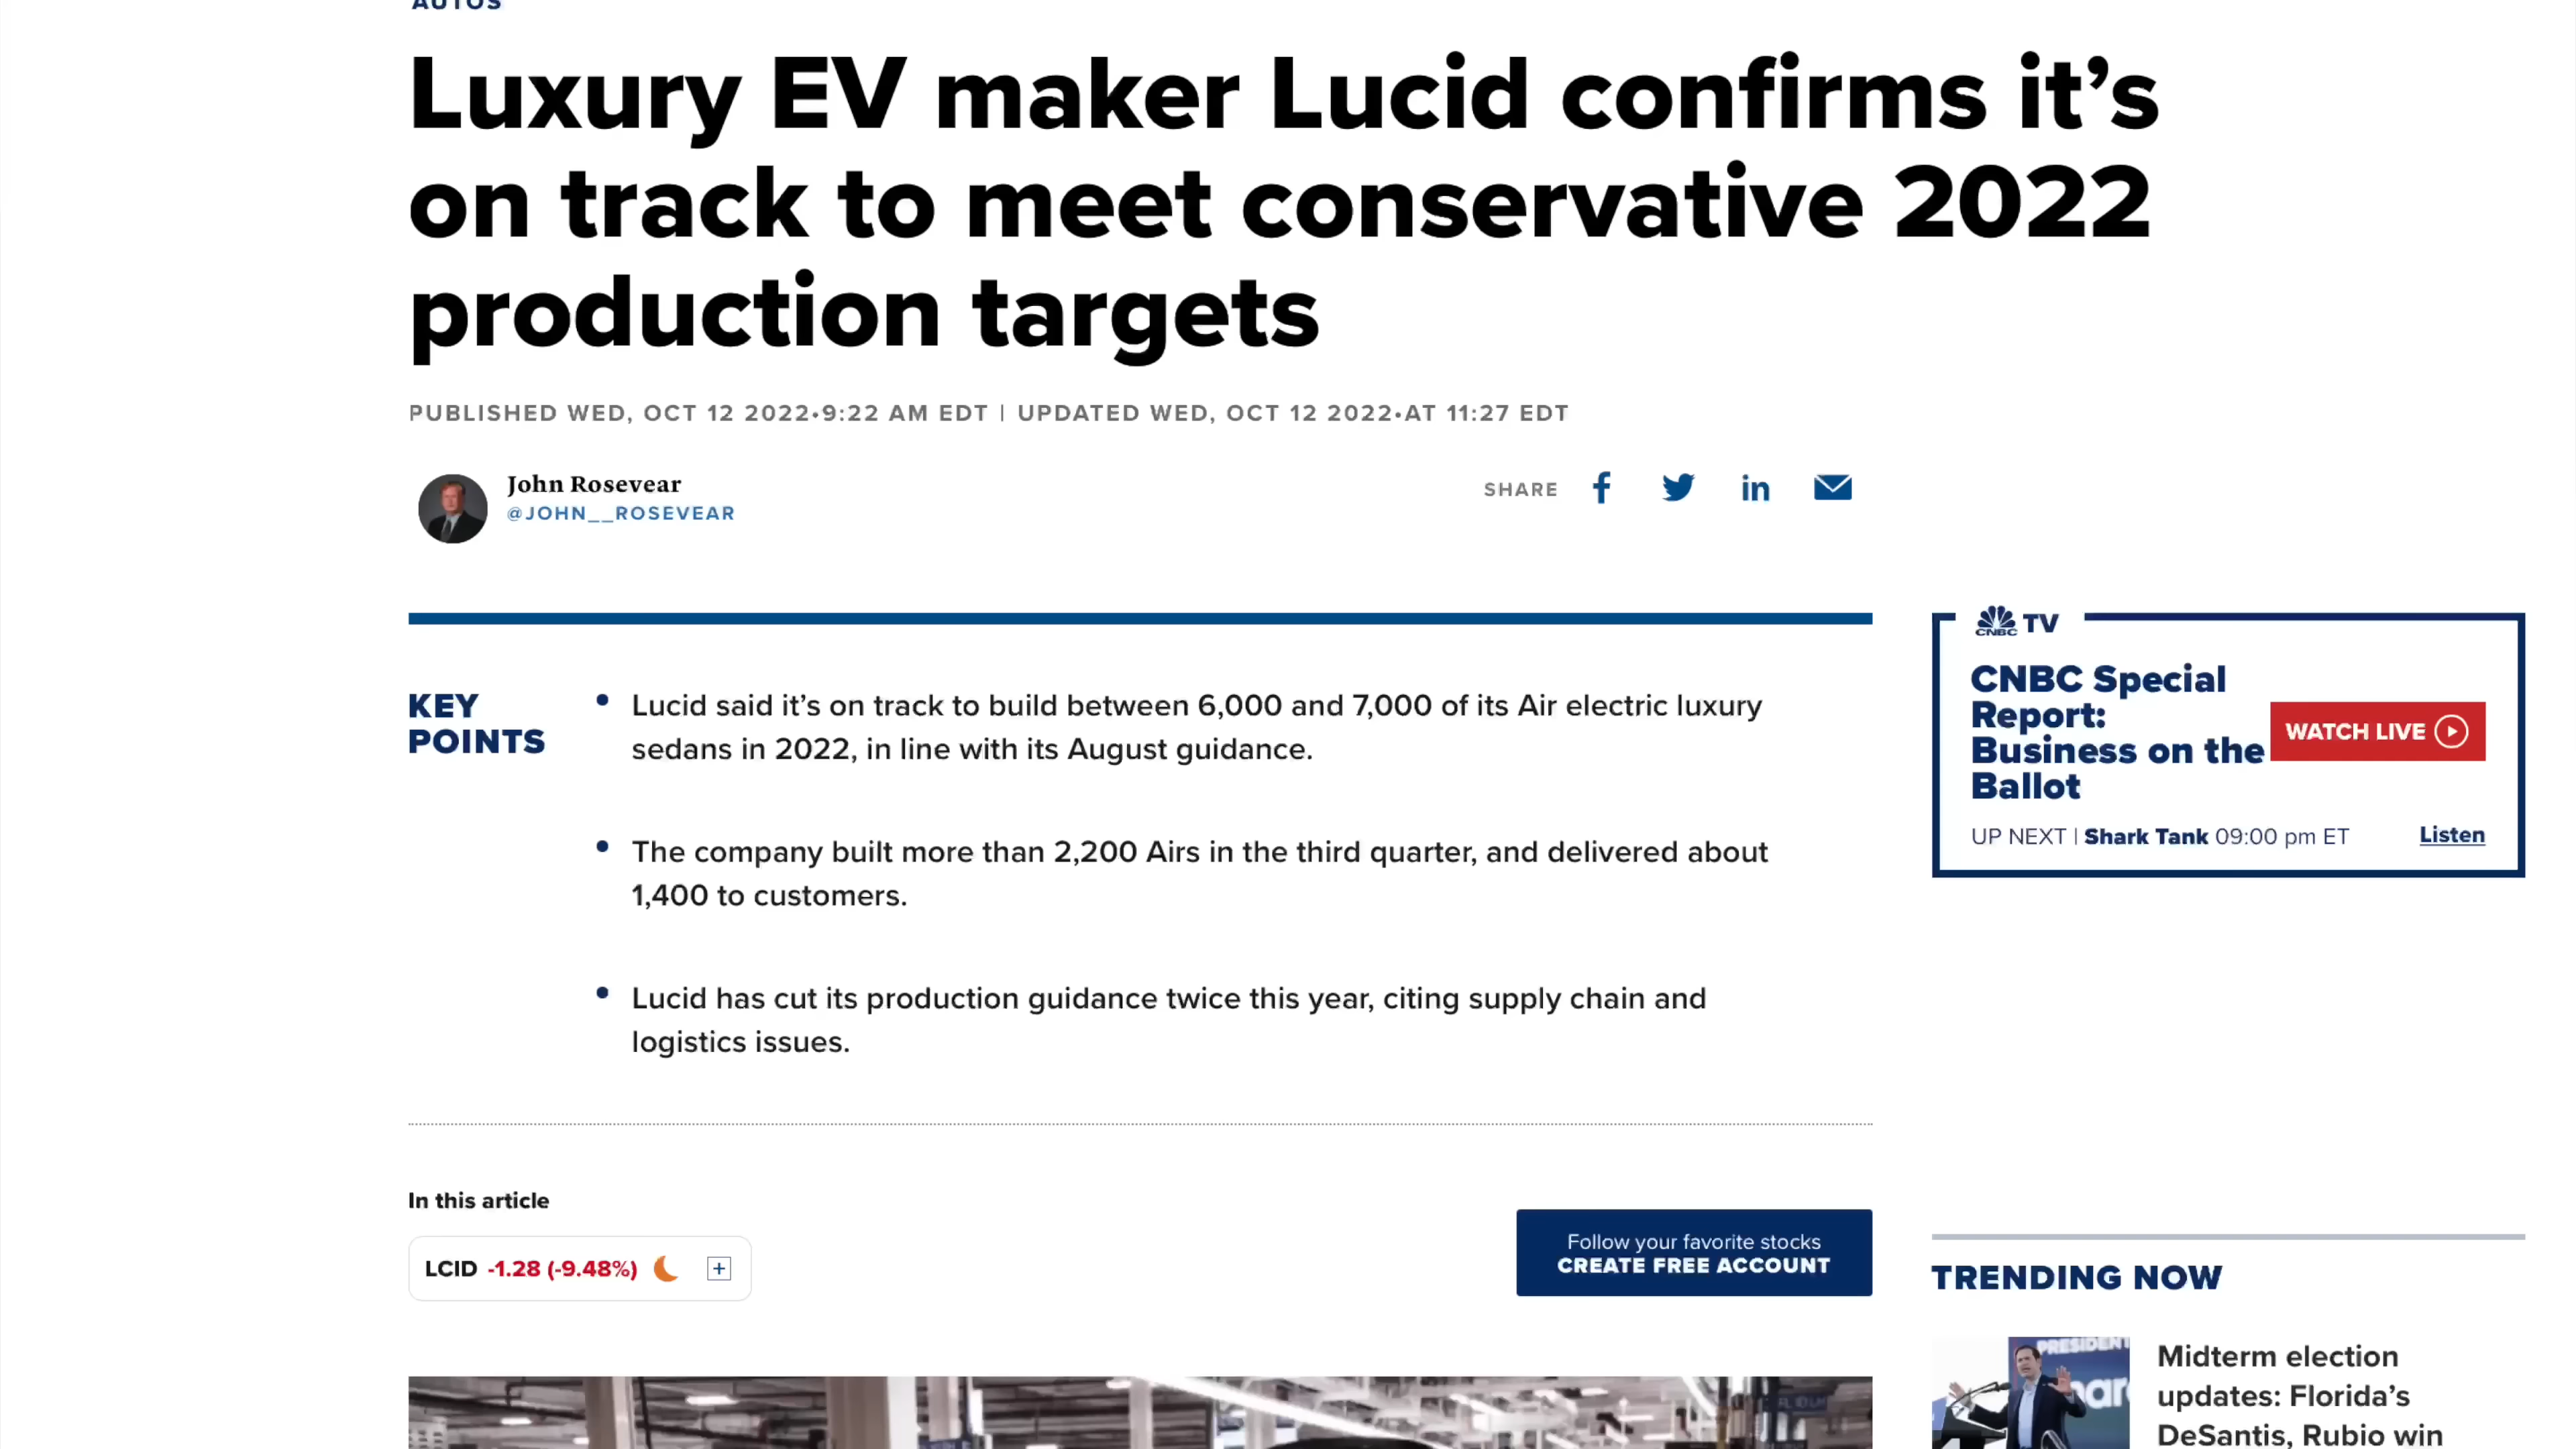 AUTOS
Luxury EV maker Lucid confirms it’s
on track to meet conservative 2022
production targets
PUBLISHED WED, OCT 12 2022•9:22 AM EDT | UPDATED WED, OCT 12 2022•AT 11:27 EDT
John Rosevear
@JOHN__ROSEVEAR
SHARE
KEY
POINTS
Lucid said it’s on track to build between 6,000 and 7,000 of its Air electric luxury
sedans in 2022, in line with its August guidance.
The company built more than 2,200 Airs in the third quarter, and delivered about
1,400 to customers.
Lucid has cut its production guidance twice this year, citing supply chain and
logistics issues.
In this article
LCID -1.28 (-9.48%)
Follow your favorite stocks
CREATE FREE ACCOUNT
CNBC TV
CNBC Special
Report:
Business on the
Ballot
WATCH LIVE
UP NEXT | Shark Tank 09:00 pm ET
Listen
TRENDING NOW
PRESIDENT
Midterm election
updates: Florida’s
DeSantis, Rubio win